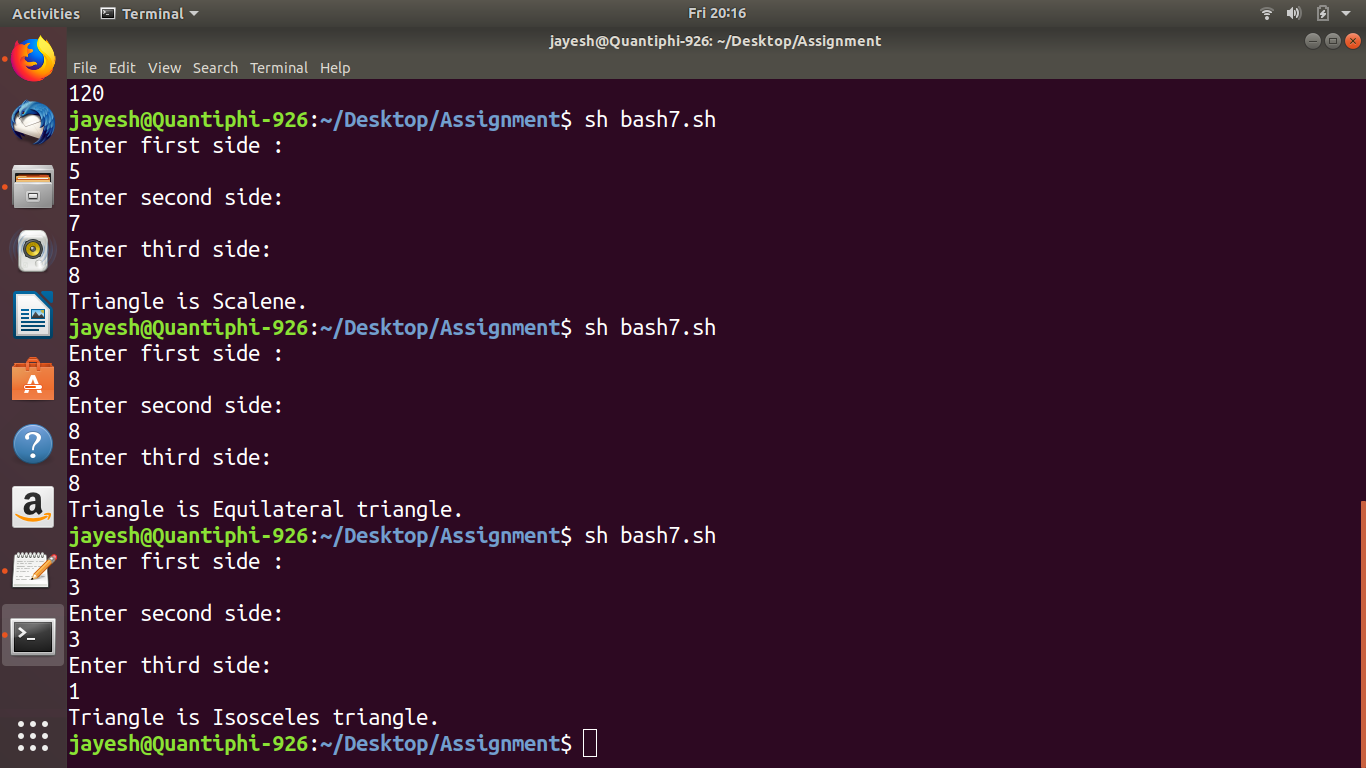 Activities Terminal Fri 20:16
jayesh@Quantiphi-926: ~/Desktop/Assignment
File Edit View Search Terminal Help
120
jayesh@Quantiphi-926:~/Desktop/Assignment$ sh bash7.sh
Enter first side :
5
Enter second side:
7
Enter third side:
8
Triangle is Scalene.
jayesh@Quantiphi-926:~/Desktop/Assignment$ sh bash7.sh
Enter first side :
8
Enter second side:
8
Enter third side:
8
Triangle is Equilateral triangle.
jayesh@Quantiphi-926:~/Desktop/Assignment$ sh bash7.sh
Enter first side :
3
Enter second side:
3
Enter third side:
1
Triangle is Isosceles triangle.
jayesh@Quantiphi-926:~/Desktop/Assignment$